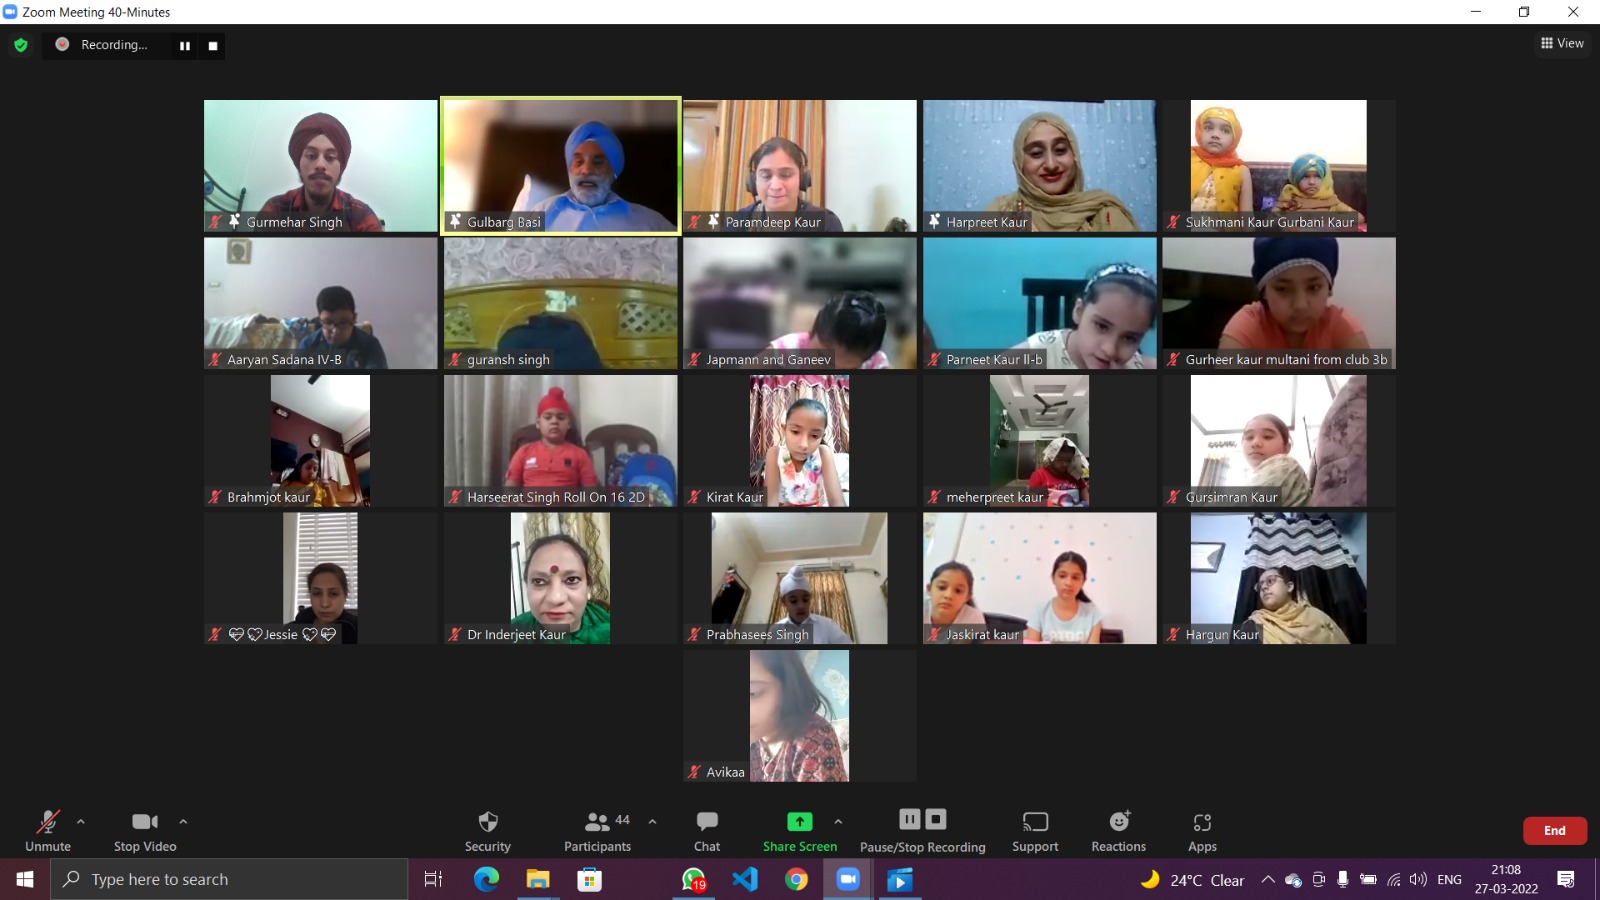 Zoom Meeting 40-Minutes
Recording...
View
Gurmehar Singh
Gulbarg Basi
Paramdeep Kaur
Harpreet Kaur
Sukhmani Kaur Gurbani Kaur
Aaryan Sadana IV-B
guransh singh
Japmann and Ganeev
Parneet Kaur II-b
Gurheer kaur multani from club 3b
Brahmjot kaur
Harseerat Singh Roll On 16 2D
Kirat Kaur
meherpreet kaur
Gursimran Kaur
Jessie
Dr Inderjeet Kaur
Prabhasees Singh
Jaskirat kaur
Hargun Kaur
Avikaa
Unmute
Stop Video
Security
Participants
44
Chat
Share Screen
Pause/Stop Recording
Support
Reactions
Apps
End
Type here to search
19
24°C Clear
ENG
21:08
27-03-2022